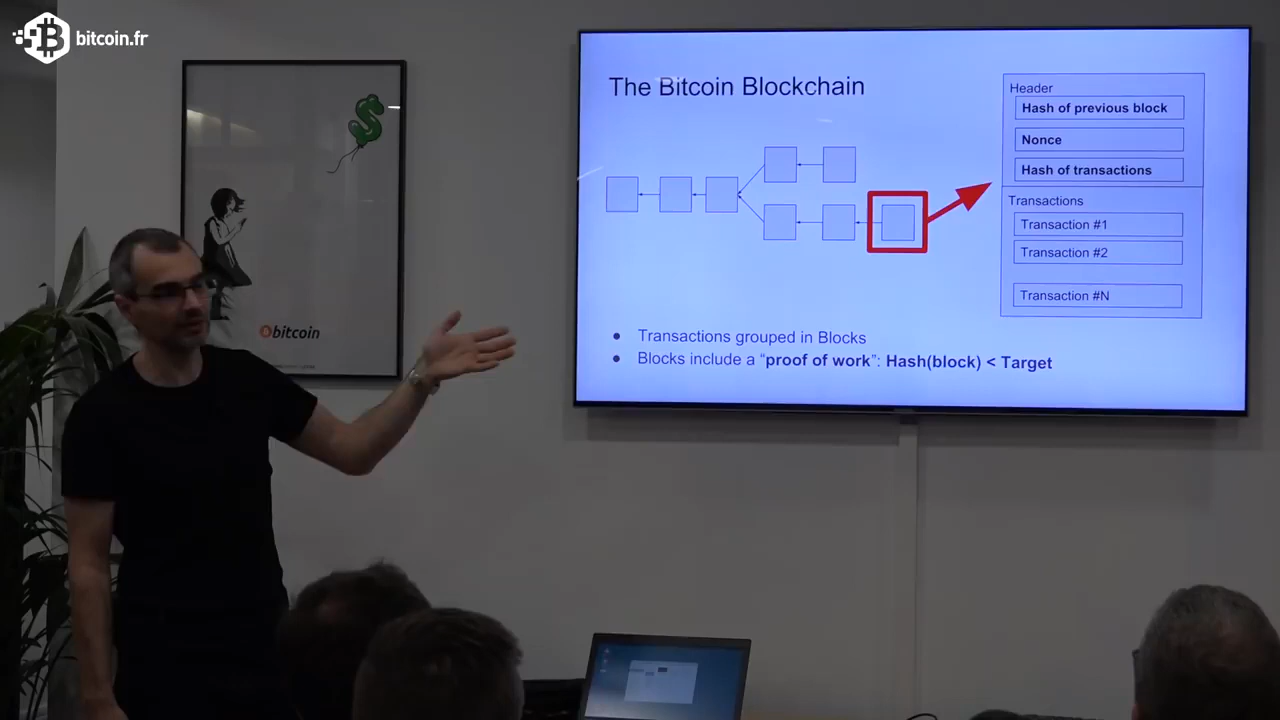 bitcoin.fr
bitcoin
The Bitcoin Blockchain
Header
Hash of previous block
Nonce
Hash of transactions
Transactions
Transaction #1
Transaction #2
Transaction #N
● Transactions grouped in Blocks
● Blocks include a “proof of work”: Hash(block) < Target